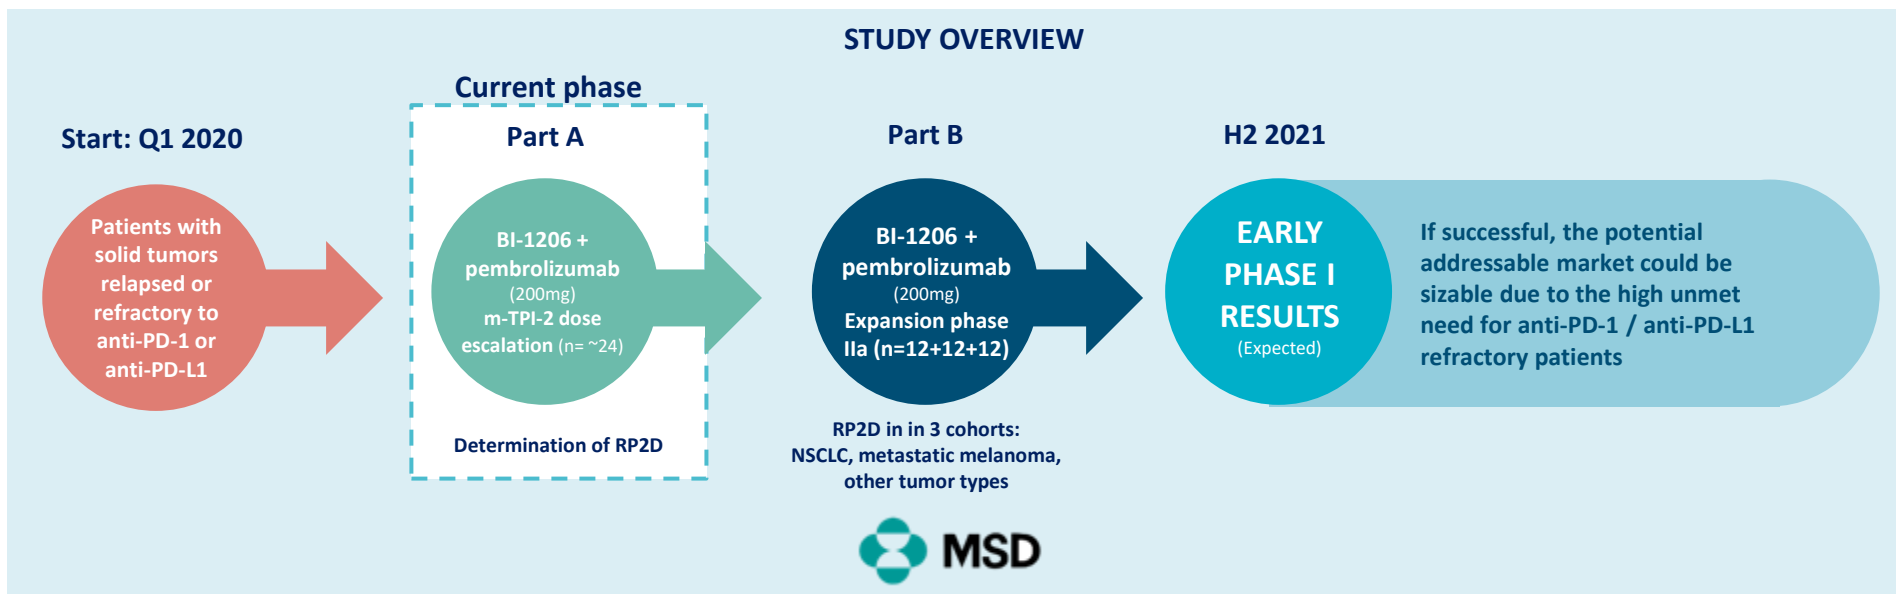 STUDY OVERVIEW
Start: Q1 2020
Patients with
solid tumors
relapsed or
refractory to
anti-PD-1 or
anti-PD-L1
Current phase
Part A
BI-1206 +
pembrolizumab
(200mg)
m-TPI-2 dose
escalation (n= ~24)
Determination of RP2D
Part B
BI-1206 +
pembrolizumab
(200mg)
Expansion phase
IIa (n=12+12+12)
RP2D in in 3 cohorts:
NSCLC, metastatic melanoma,
other tumor types
H2 2021
EARLY
PHASE I
RESULTS
(Expected)
If successful, the potential
addressable market could be
sizable due to the high unmet
need for anti-PD-1 / anti-PD-L1
refractory patients
MSD